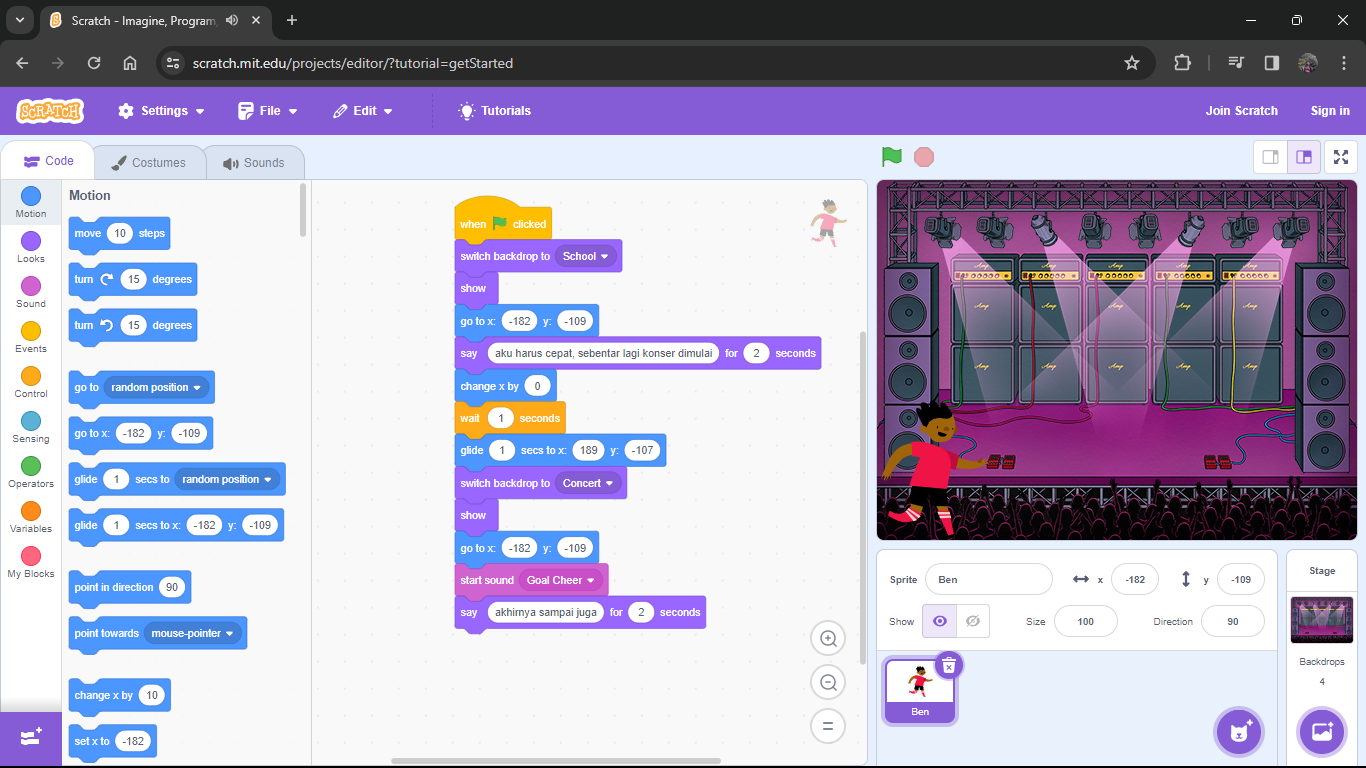 Scratch - Imagine, Program,
scratch.mit.edu/projects/editor/?tutorial=getStarted
SCRATCH
Settings
File
Edit
Tutorials
Join Scratch
Sign in
Code
Costumes
Sounds
Motion
Looks
Sound
Events
Control
Sensing
Operators
Variables
My Blocks
Motion
move 10 steps
turn 15 degrees
turn 15 degrees
go to random position
go to x: -182 y: -109
glide 1 secs to random position
glide 1 secs to x: -182 y: -109
point in direction 90
point towards mouse-pointer
change x by 10
set x to -182
when clicked
switch backdrop to School
show
go to x: -182 y: -109
say aku harus cepat, sebentar lagi konser dimulai for 2 seconds
change x by 0
wait 1 seconds
glide 1 secs to x: 189 y: -107
switch backdrop to Concert
show
go to x: -182 y: -109
start sound Goal Cheer
say akhirnya sampai juga for 2 seconds
Amp Amp Amp Amp Amp
Amp Amp Amp Amp
Sprite Ben x -182 y -109
Show Size 100 Direction 90
Ben
Stage
Backdrops
4